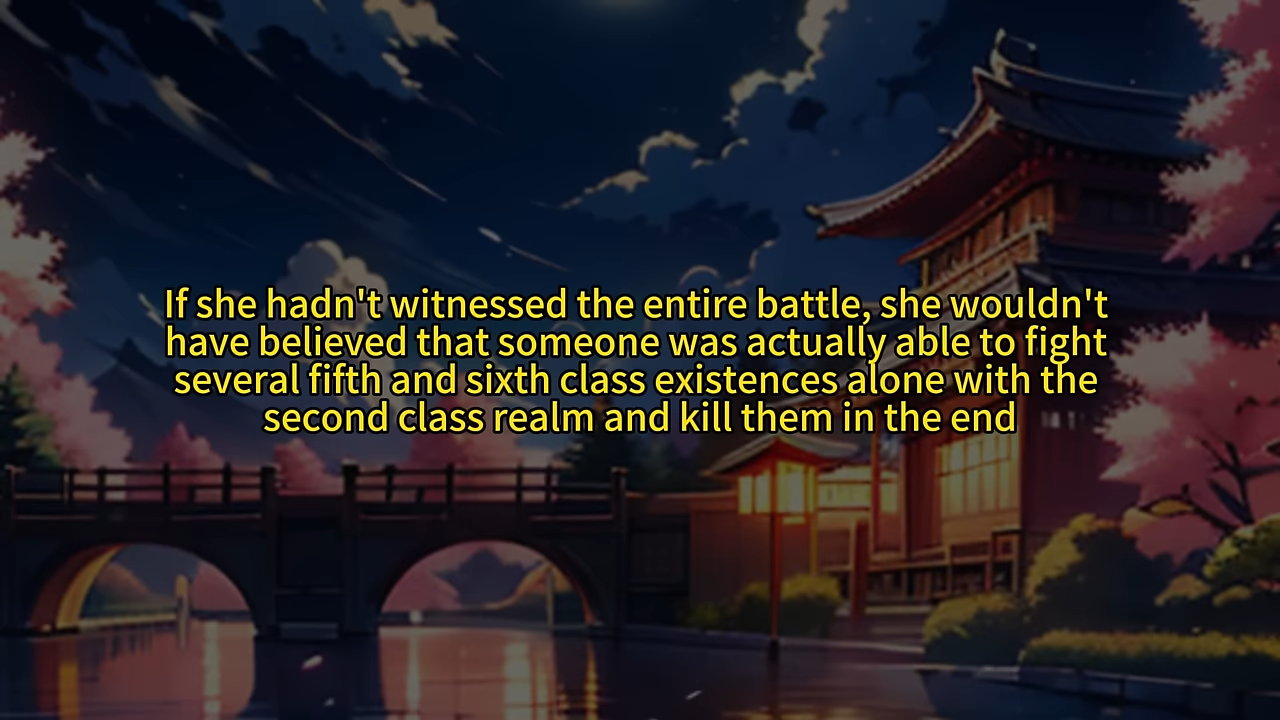 If she hadn't witnessed the entire battle, she wouldn't
have believed that someone was actually able to fight
several fifth and sixth class existences alone with the
second class realm and kill them in the end